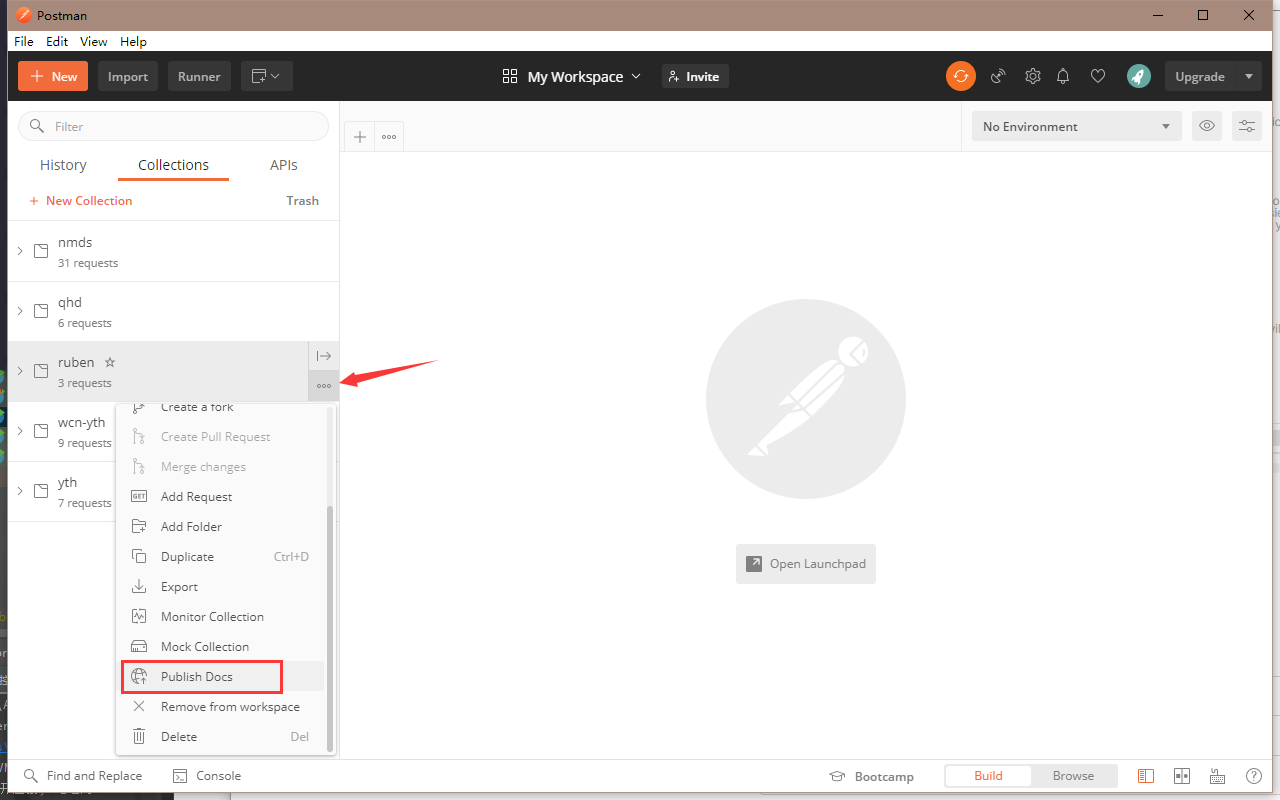 Postman
File Edit View Help
New Import Runner My Workspace Invite Upgrade
Filter
No Environment
History Collections APIs
New Collection Trash
nmds
31 requests
qhd
6 requests
ruben
3 requests
wcn-yth
9 requests
yth
7 requests
Create a fork
Create Pull Request
Merge changes
GET Add Request
Add Folder
Duplicate Ctrl+D
Export
Monitor Collection
Mock Collection
Publish Docs
Remove from workspace
Delete Del
Open Launchpad
Find and Replace Console Bootcamp Build Browse